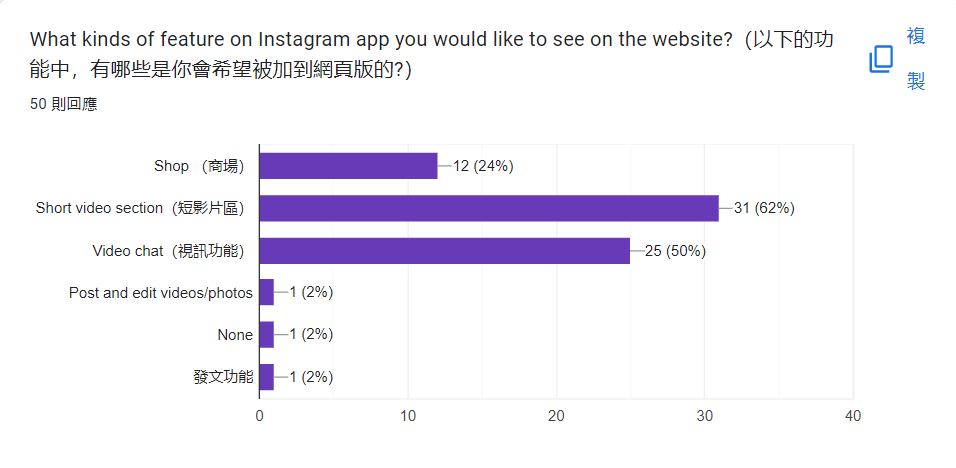 What kinds of feature on Instagram app you would like to see on the website?（以下的功
能中，有哪些是你會希望被加到網頁版的?）
複
製
50 則回應
Shop （商場）
12 (24%)
Short video section（短影片區）
31 (62%)
Video chat（視訊功能）
25 (50%)
Post and edit videos/photos
1 (2%)
None
1 (2%)
發文功能
1 (2%)
0 10 20 30 40